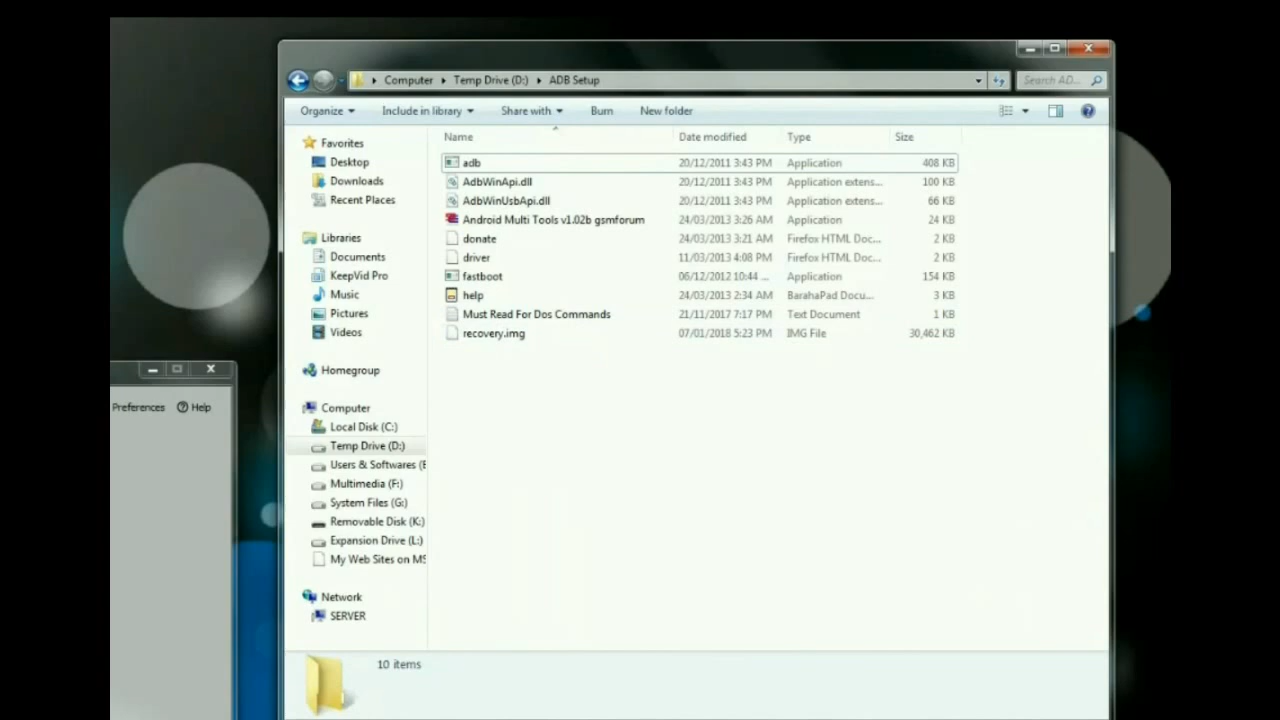 Computer Temp Drive (D:) ADB Setup Search AD...
Organize Include in library Share with Burn New folder
Favorites
Desktop
Downloads
Recent Places
Libraries
Documents
KeepVid Pro
Music
Pictures
Videos
Homegroup
Computer
Local Disk (C:)
Temp Drive (D:)
Users & Softwares (E
Multimedia (F:)
System Files (G:)
Removable Disk (K:)
Expansion Drive (L:)
My Web Sites on MS
Network
SERVER
Name Date modified Type Size
adb 20/12/2011 3:43 PM Application 408 KB
AdbWinApi.dll 20/12/2011 3:43 PM Application extens... 100 KB
AdbWinUsbApi.dll 20/12/2011 3:43 PM Application extens... 66 KB
Android Multi Tools v1.02b gsmforum 24/03/2013 3:26 AM Application 24 KB
donate 24/03/2013 3:21 AM Firefox HTML Doc... 2 KB
driver 11/03/2013 4:08 PM Firefox HTML Doc... 2 KB
fastboot 06/12/2012 10:44 ... Application 154 KB
help 24/03/2013 2:34 AM BarahaPad Docu... 3 KB
Must Read For Dos Commands 21/11/2017 7:17 PM Text Document 1 KB
recovery.img 07/01/2018 5:23 PM IMG File 30,462 KB
10 items
Preferences Help